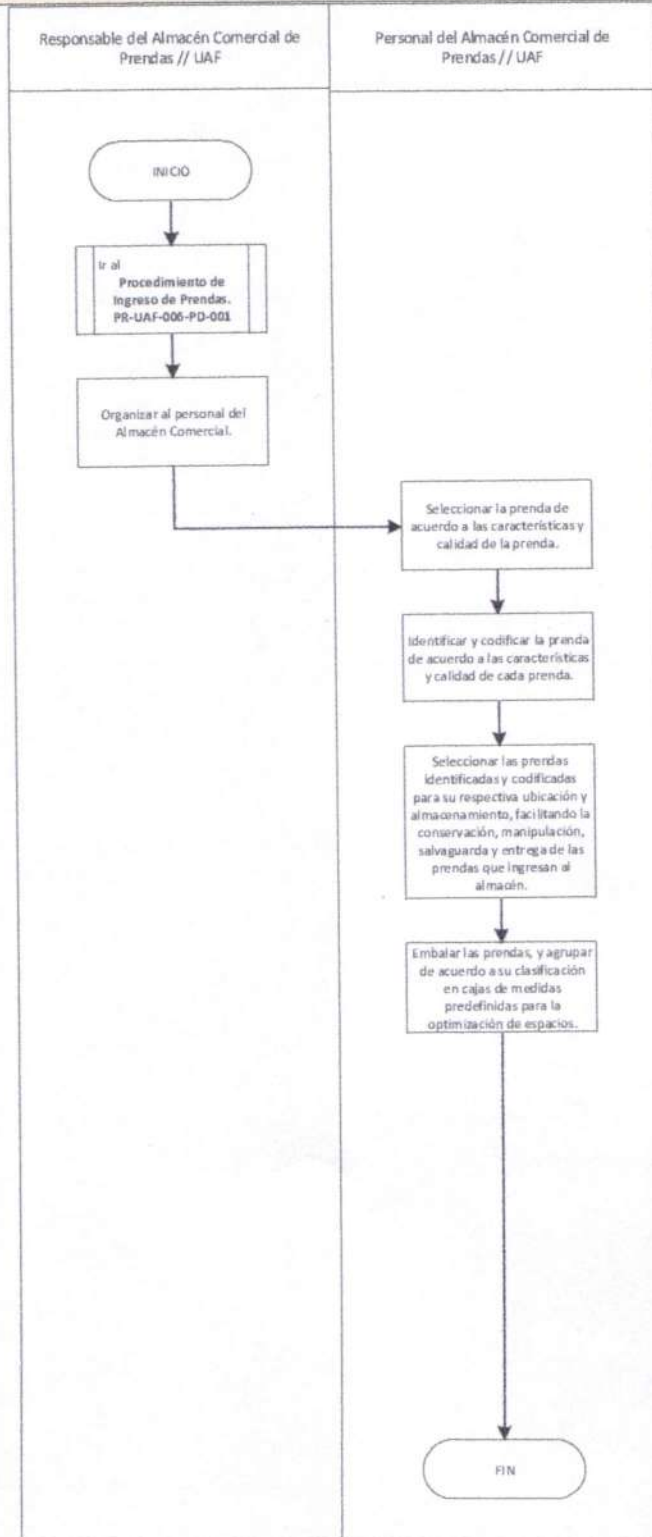 Responsable del Almacén Comercial de
Prendas // UAF
Personal del Almacén Comercial de
Prendas // UAF
INICIO
Ir al
Procedimiento de
Ingreso de Prendas.
PR-UAF-006-PD-001
Organizar al personal del
Almacén Comercial.
Seleccionar la prenda de
acuerdo a las características y
calidad de la prenda.
Identificar y codificar la prenda
de acuerdo a las características
y calidad de cada prenda.
Seleccionar las prendas
identificadas y codificadas
para su respectiva ubicación y
almacenamiento, facilitando la
conservación, manipulación,
salvaguarda y entrega de las
prendas que ingresan al
almacén.
Embalar las prendas, y agrupar
de acuerdo a su clasificación
en cajas de medidas
predefinidas para la
optimización de espacios.
FIN